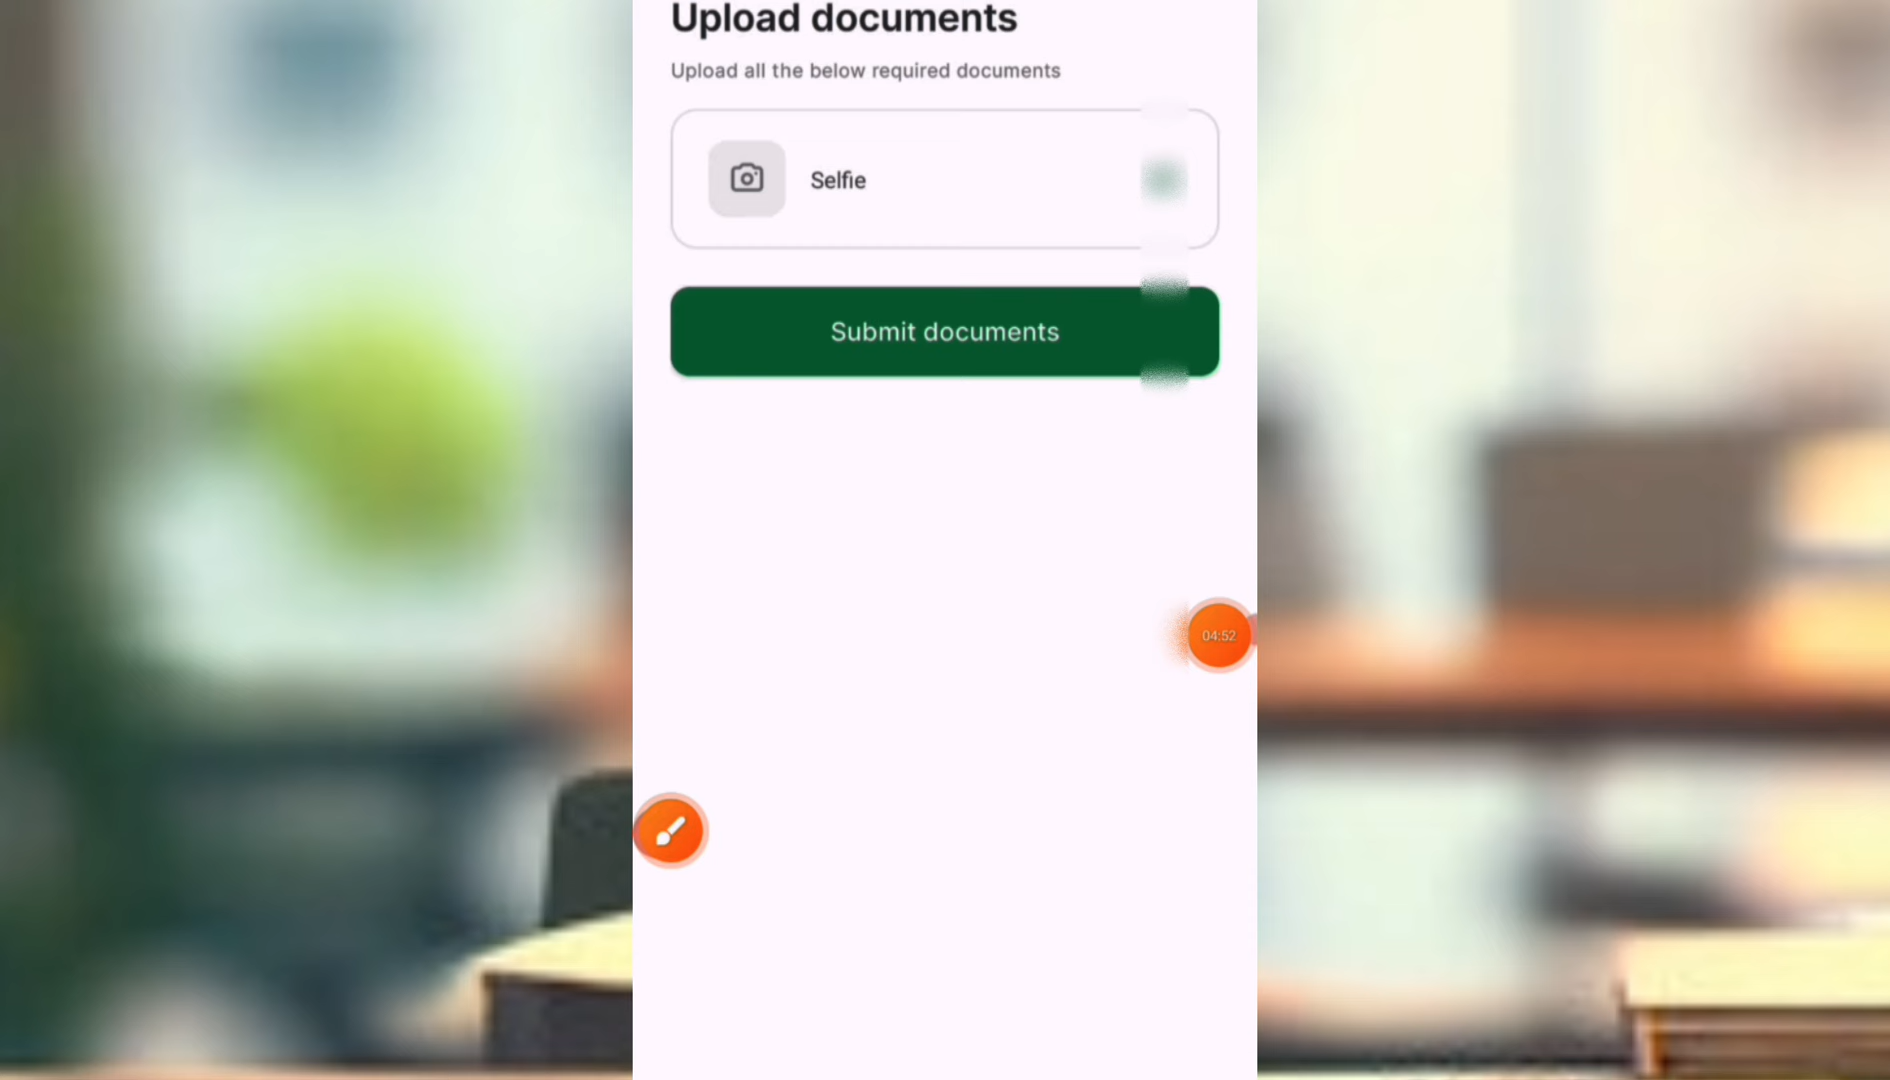 Upload documents
Upload all the below required documents
Selfie
Submit documents
04:52